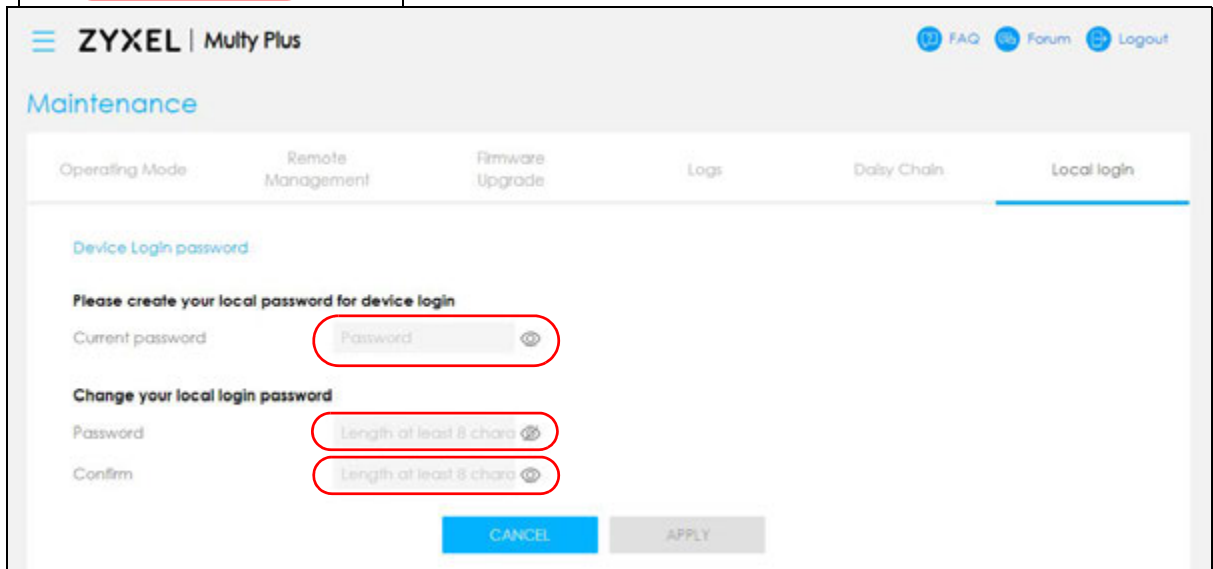 ZYXEL | Multy Plus
FAQ Forum Logout
Maintenance
Operating Mode
Remote
Management
Firmware
Upgrade
Logs
Daisy Chain
Local login
Device Login password
Please create your local password for device login
Current password Password
Change your local login password
Password Length at least 8 chara
Confirm Length at least 8 chara
CANCEL APPLY